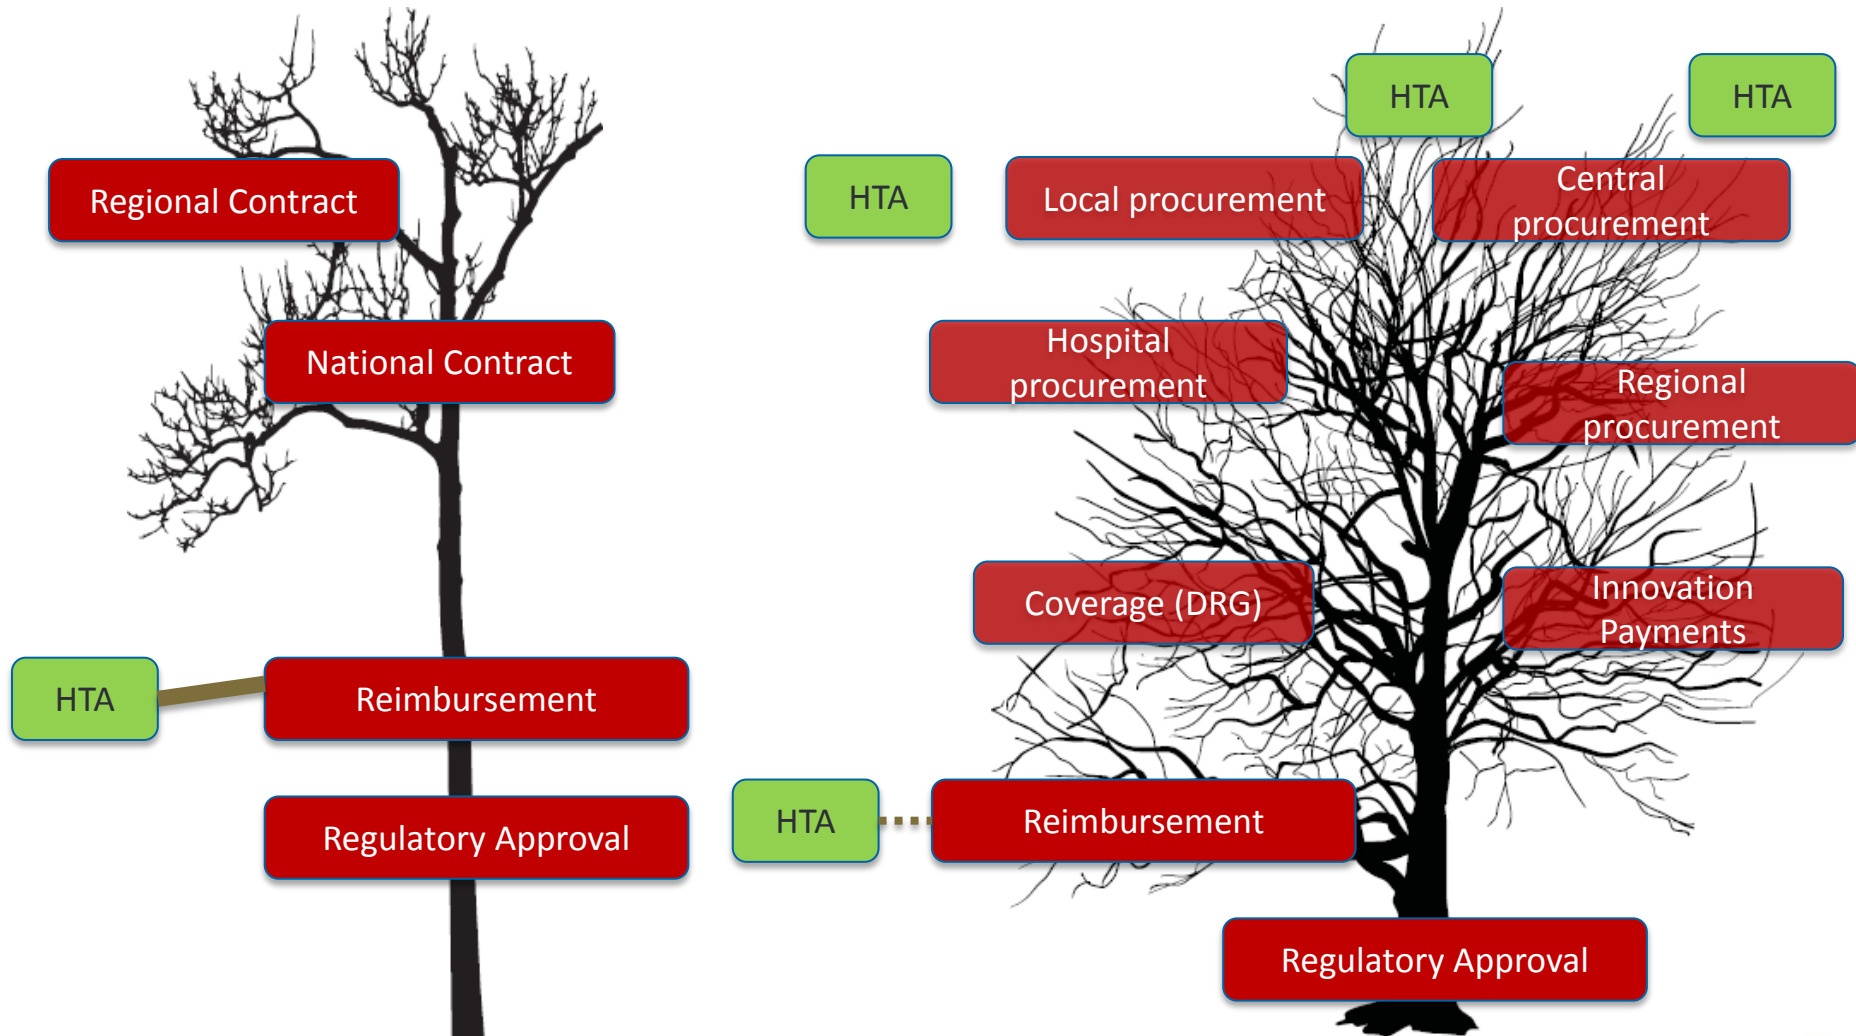 Regional Contract
National Contract
HTA
Reimbursement
Regulatory Approval
HTA
HTA
HTA
Local procurement
Central
procurement
Hospital
procurement
Regional
procurement
Coverage (DRG)
Innovation
Payments
HTA
Reimbursement
Regulatory Approval